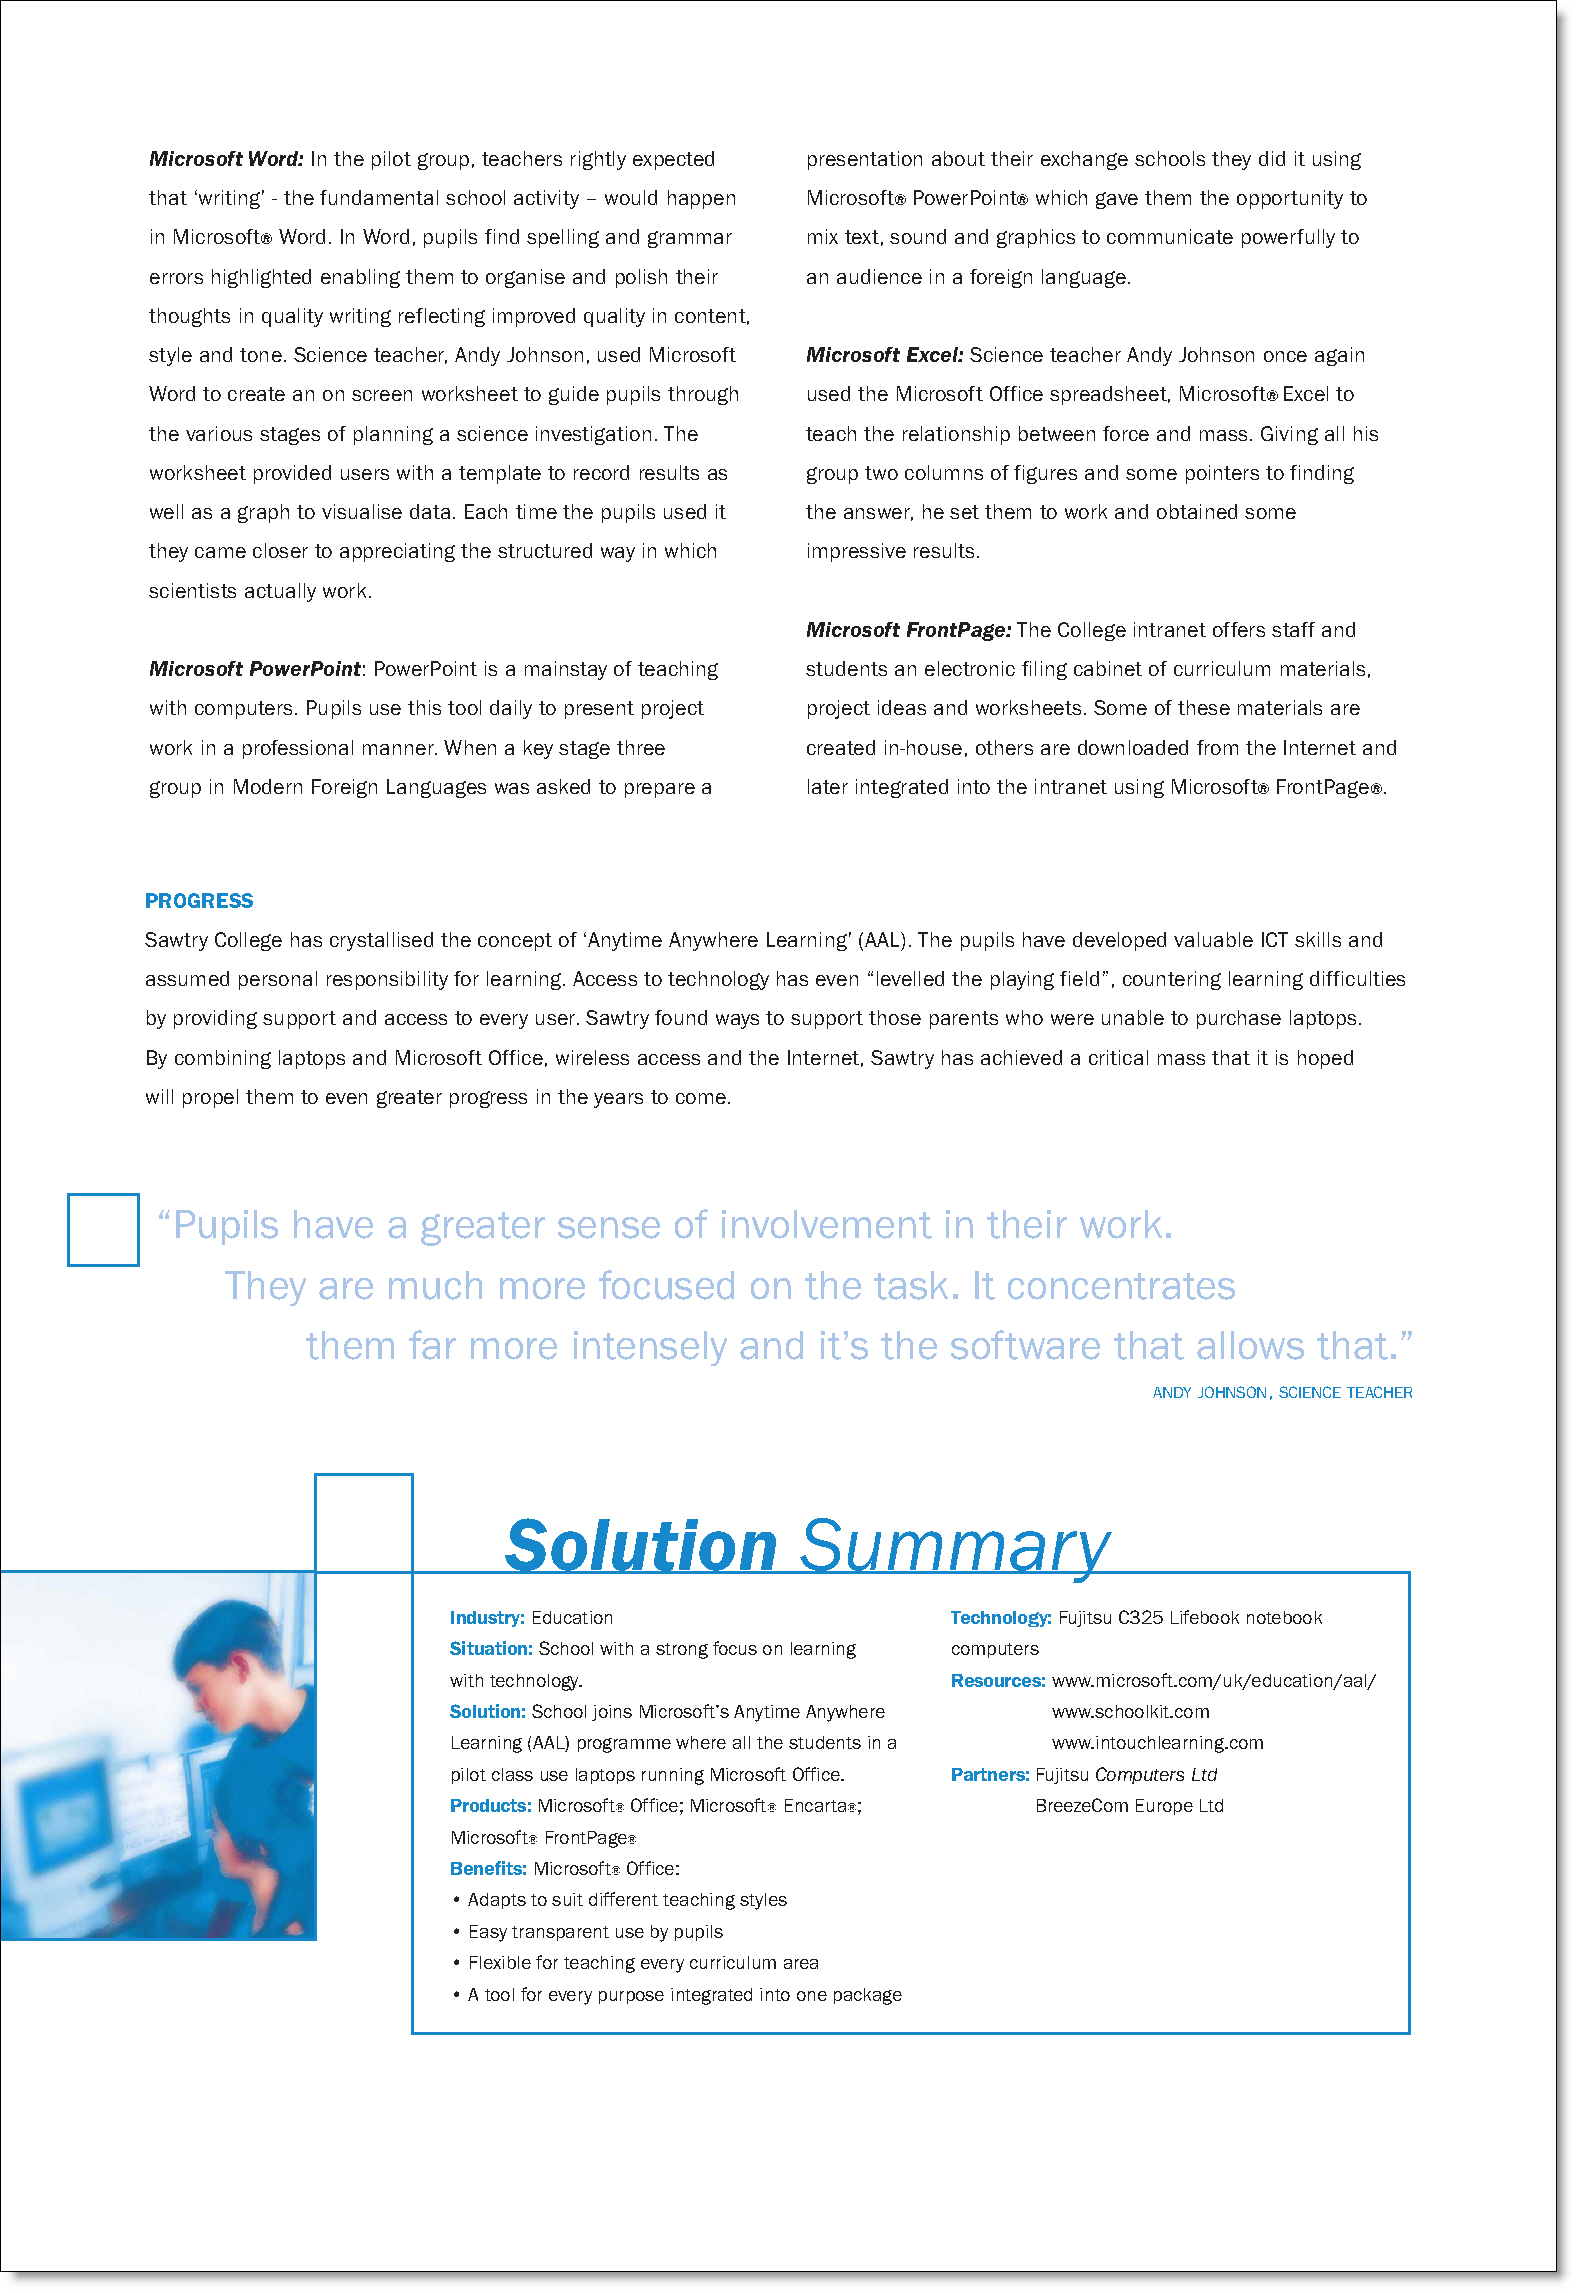 Microsoft Word: In the pilot group, teachers rightly expected
that ‘writing’ - the fundamental school activity – would happen
in Microsoft® Word. In Word, pupils find spelling and grammar
errors highlighted enabling them to organise and polish their
thoughts in quality writing reflecting improved quality in content,
style and tone. Science teacher, Andy Johnson, used Microsoft
Word to create an on screen worksheet to guide pupils through
the various stages of planning a science investigation. The
worksheet provided users with a template to record results as
well as a graph to visualise data. Each time the pupils used it
they came closer to appreciating the structured way in which
scientists actually work.
Microsoft PowerPoint: PowerPoint is a mainstay of teaching
with computers. Pupils use this tool daily to present project
work in a professional manner. When a key stage three
group in Modern Foreign Languages was asked to prepare a
presentation about their exchange schools they did it using
Microsoft® PowerPoint® which gave them the opportunity to
mix text, sound and graphics to communicate powerfully to
an audience in a foreign language.
Microsoft Excel: Science teacher Andy Johnson once again
used the Microsoft Office spreadsheet, Microsoft® Excel to
teach the relationship between force and mass. Giving all his
group two columns of figures and some pointers to finding
the answer, he set them to work and obtained some
impressive results.
Microsoft FrontPage: The College intranet offers staff and
students an electronic filing cabinet of curriculum materials,
project ideas and worksheets. Some of these materials are
created in-house, others are downloaded from the Internet and
later integrated into the intranet using Microsoft® FrontPage®.
PROGRESS
Sawtry College has crystallised the concept of ‘Anytime Anywhere Learning’ (AAL). The pupils have developed valuable ICT skills and
assumed personal responsibility for learning. Access to technology has even “levelled the playing field”, countering learning difficulties
by providing support and access to every user. Sawtry found ways to support those parents who were unable to purchase laptops.
By combining laptops and Microsoft Office, wireless access and the Internet, Sawtry has achieved a critical mass that it is hoped
will propel them to even greater progress in the years to come.
“Pupils have a greater sense of involvement in their work.
They are much more focused on the task. It concentrates
them far more intensely and it’s the software that allows that.”
ANDY JOHNSON, SCIENCE TEACHER
Solution Summary
Industry: Education
Situation: School with a strong focus on learning
with technology.
Solution: School joins Microsoft’s Anytime Anywhere
Learning (AAL) programme where all the students in a
pilot class use laptops running Microsoft Office.
Products: Microsoft® Office; Microsoft® Encarta®;
Microsoft® FrontPage®
Benefits: Microsoft® Office:
• Adapts to suit different teaching styles
• Easy transparent use by pupils
• Flexible for teaching every curriculum area
• A tool for every purpose integrated into one package
Technology: Fujitsu C325 Lifebook notebook
computers
Resources: www.microsoft.com/uk/education/aal/
www.schoolkit.com
www.intouchlearning.com
Partners: Fujitsu Computers Ltd
BreezeCom Europe Ltd